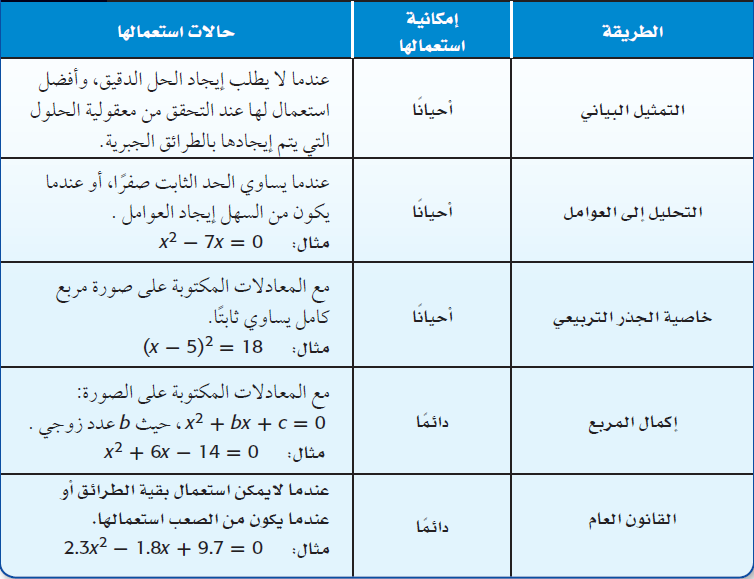 الطريقة
إمكانية
استعمالها
حالات استعمالها
التمثيل البياني
أحيانًا
عندما لا يطلب إيجاد الحل الدقيق، وأفضل
استعمال لها عند التحقق من معقولية الحلول
التي يتم إيجادها بالطرائق الجبرية.
التحليل إلى العوامل
أحيانًا
عندما يساوي الحد الثابت صفرًا، أو عندما
يكون من السهل إيجاد العوامل .
مثال: x² − 7x = 0
خاصية الجذر التربيعي
أحيانًا
مع المعادلات المكتوبة على صورة مربع
كامل يساوي ثابتًا.
مثال: (x − 5)² = 18
إكمال المربع
دائمًا
مع المعادلات المكتوبة على الصورة:
x² + bx + c = 0 ، حيث b عدد زوجي .
مثال: x² + 6x − 14 = 0
القانون العام
دائمًا
عندما لايمكن استعمال بقية الطرائق أو
عندما يكون من الصعب استعمالها.
مثال: 2.3x² − 1.8x + 9.7 = 0